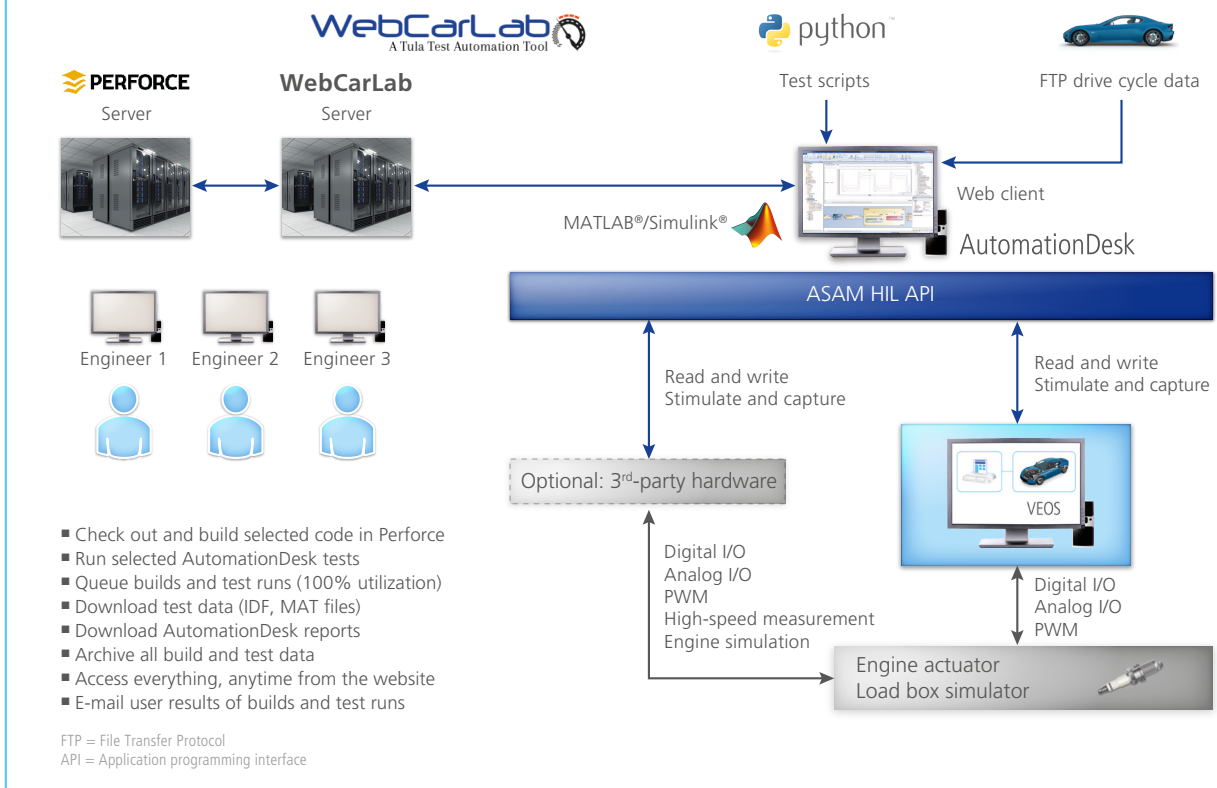 WebCarLab
A Tula Test Automation Tool
python™
PERFORCE
Server
WebCarLab
Server
Test scripts
FTP drive cycle data
MATLAB®/Simulink®
Web client
AutomationDesk
ASAM HIL API
Engineer 1
Engineer 2
Engineer 3
Read and write
Stimulate and capture
Read and write
Stimulate and capture
Optional: 3rd-party hardware
VEOS
Digital I/O
Analog I/O
PWM
High-speed measurement
Engine simulation
Digital I/O
Analog I/O
PWM
Engine actuator
Load box simulator
▪ Check out and build selected code in Perforce
▪ Run selected AutomationDesk tests
▪ Queue builds and test runs (100% utilization)
▪ Download test data (IDF, MAT files)
▪ Download AutomationDesk reports
▪ Archive all build and test data
▪ Access everything, anytime from the website
▪ E-mail user results of builds and test runs
FTP = File Transfer Protocol
API = Application programming interface